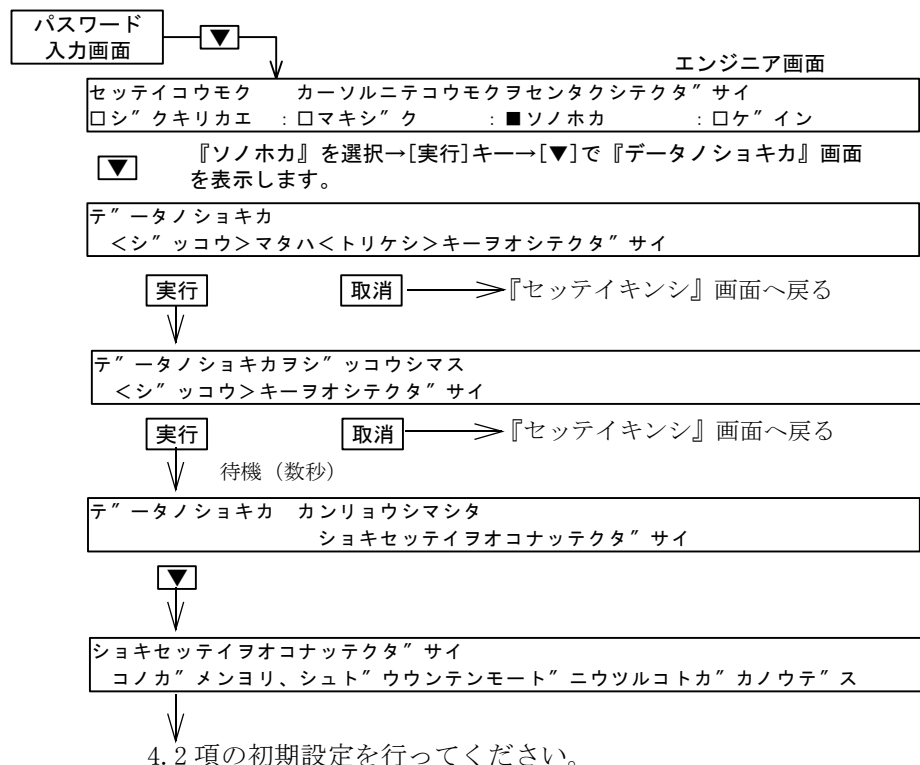 パスワード
入力画面
▼
エンジニア画面
セッテイコウモク　　カーソルニテコウモクヲセンタクシテクタ゛サイ
□シ゛クキリカエ　:□マキシ゛ク　　　:■ソノホカ　　　　:□ケ゛イン
▼
『ソノホカ』を選択→[実行]キー→[▼]で『データノショキカ』画面
を表示します。
テ゛ータノショキカ
＜シ゛ッコウ＞マタハ＜トリケシ＞キーヲオシテクタ゛サイ
実行　取消　『セッテイキンシ』画面へ戻る
テ゛ータノショキカヲシ゛ッコウシマス
＜シ゛ッコウ＞キーヲオシテクタ゛サイ
実行　取消　『セッテイキンシ』画面へ戻る
待機（数秒）
テ゛ータノショキカ　カンリョウシマシタ
ショキセッテイヲオコナッテクタ゛サイ
▼
ショキセッテイヲオコナッテクタ゛サイ
コノカ゛メンヨリ、シュト゛ウウンテンモート゛ニウツルコトカ゛カノウテ゛ス
4.2項の初期設定を行ってください。